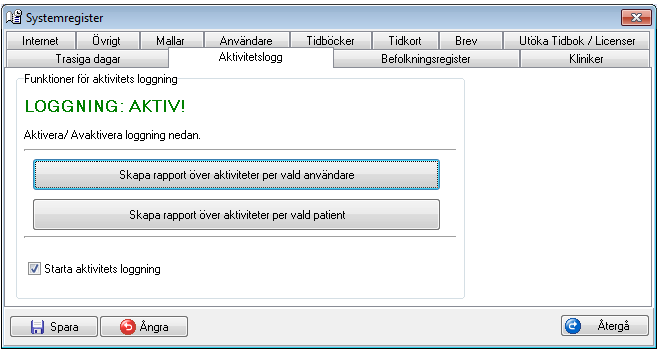 Systemregister
Internet Övrigt Mallar Användare Tidböcker Tidkort Brev Utöka Tidbok / Licenser
Trasiga dagar Aktivitetslogg Befolkningsregister Kliniker
Funktioner för aktivitets loggning
LOGGNING: AKTIV!
Aktivera/ Avaktivera loggning nedan.
Skapa rapport över aktiviteter per vald användare
Skapa rapport över aktiviteter per vald patient
Starta aktivitets loggning
Spara Ångra Återgå